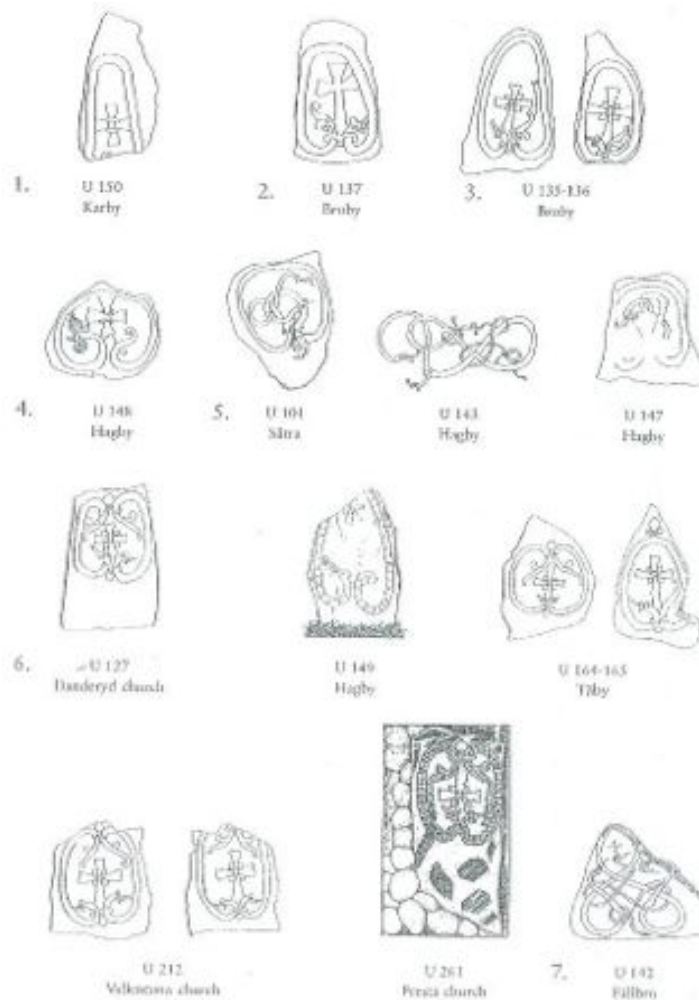 1.
U 150
Karby
2.
U 137
Broby
3.
U 135-136
Broby
4.
U 148
Hagby
5.
U 101
Sätra
U 143
Hagby
U 147
Hagby
6.
U 127
Danderyd church
U 149
Hagby
U 164-165
Täby
U 212
Vallentuna church
U 261
Fresta church
7.
U 142
Fällbro